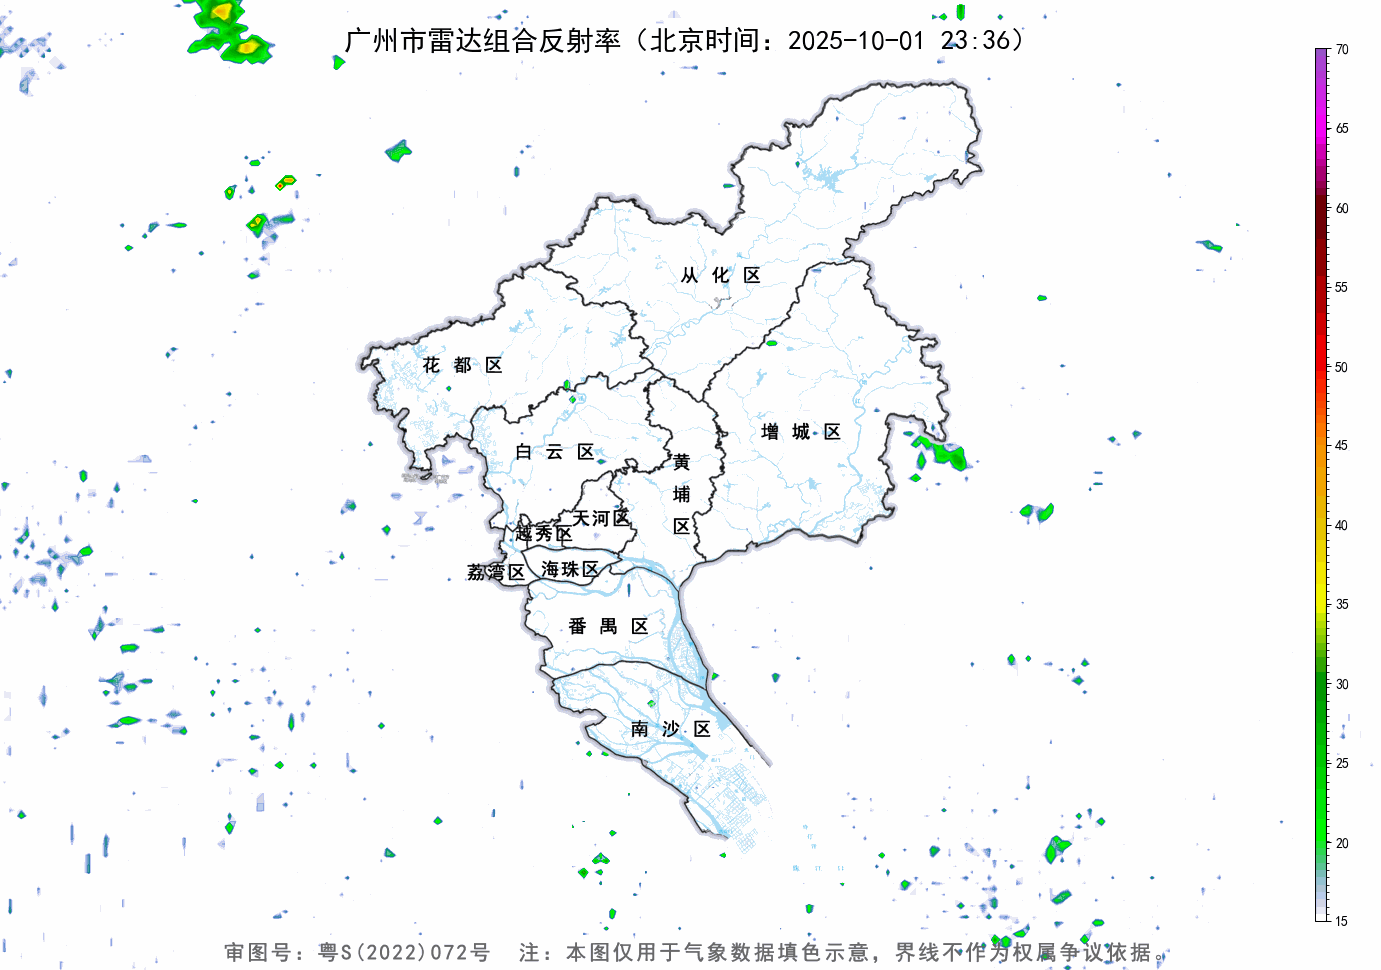 广州市雷达组合反射率（北京时间：2025-10-01 23:36）
70
65
60
55
50
45
40
35
30
25
20
15
从化区
花都区
增城区
白云区
黄埔区
天河区
越秀区
荔湾区
海珠区
番禺区
南沙区
审图号：粤S(2022)072号 注：本图仅用于气象数据填色示意，界线不作为权属争议依据。